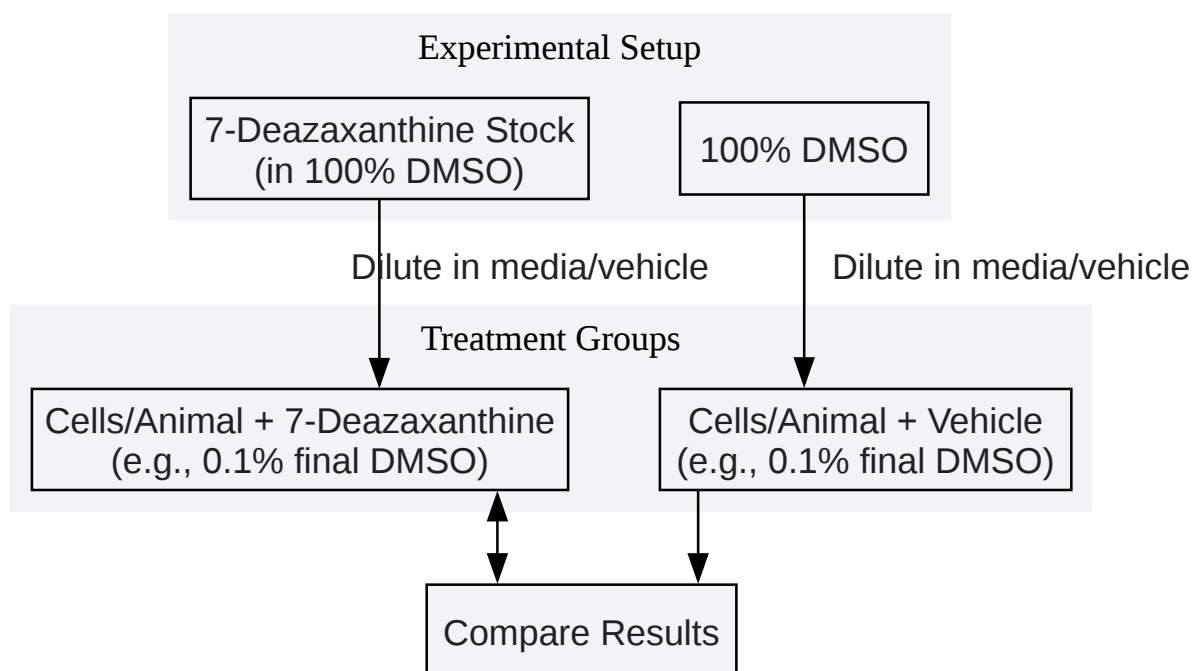 Experimental Setup
7-Deazaxanthine Stock
(in 100% DMSO)
100% DMSO
Dilute in media/vehicle
Dilute in media/vehicle
Treatment Groups
Cells/Animal + 7-Deazaxanthine
(e.g., 0.1% final DMSO)
Cells/Animal + Vehicle
(e.g., 0.1% final DMSO)
Compare Results